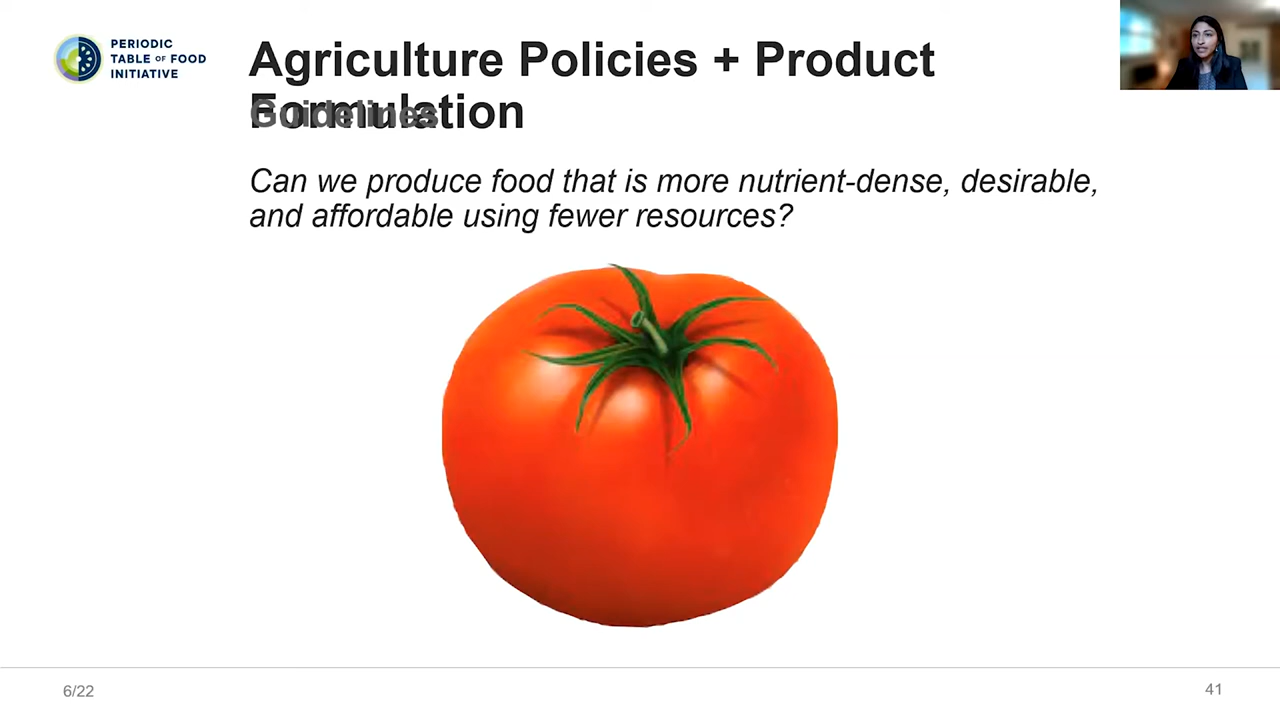 PERIODIC
TABLE OF FOOD
INITIATIVE
Agriculture Policies + Product
Formulation
Guidelines
Can we produce food that is more nutrient-dense, desirable,
and affordable using fewer resources?
6/22
41